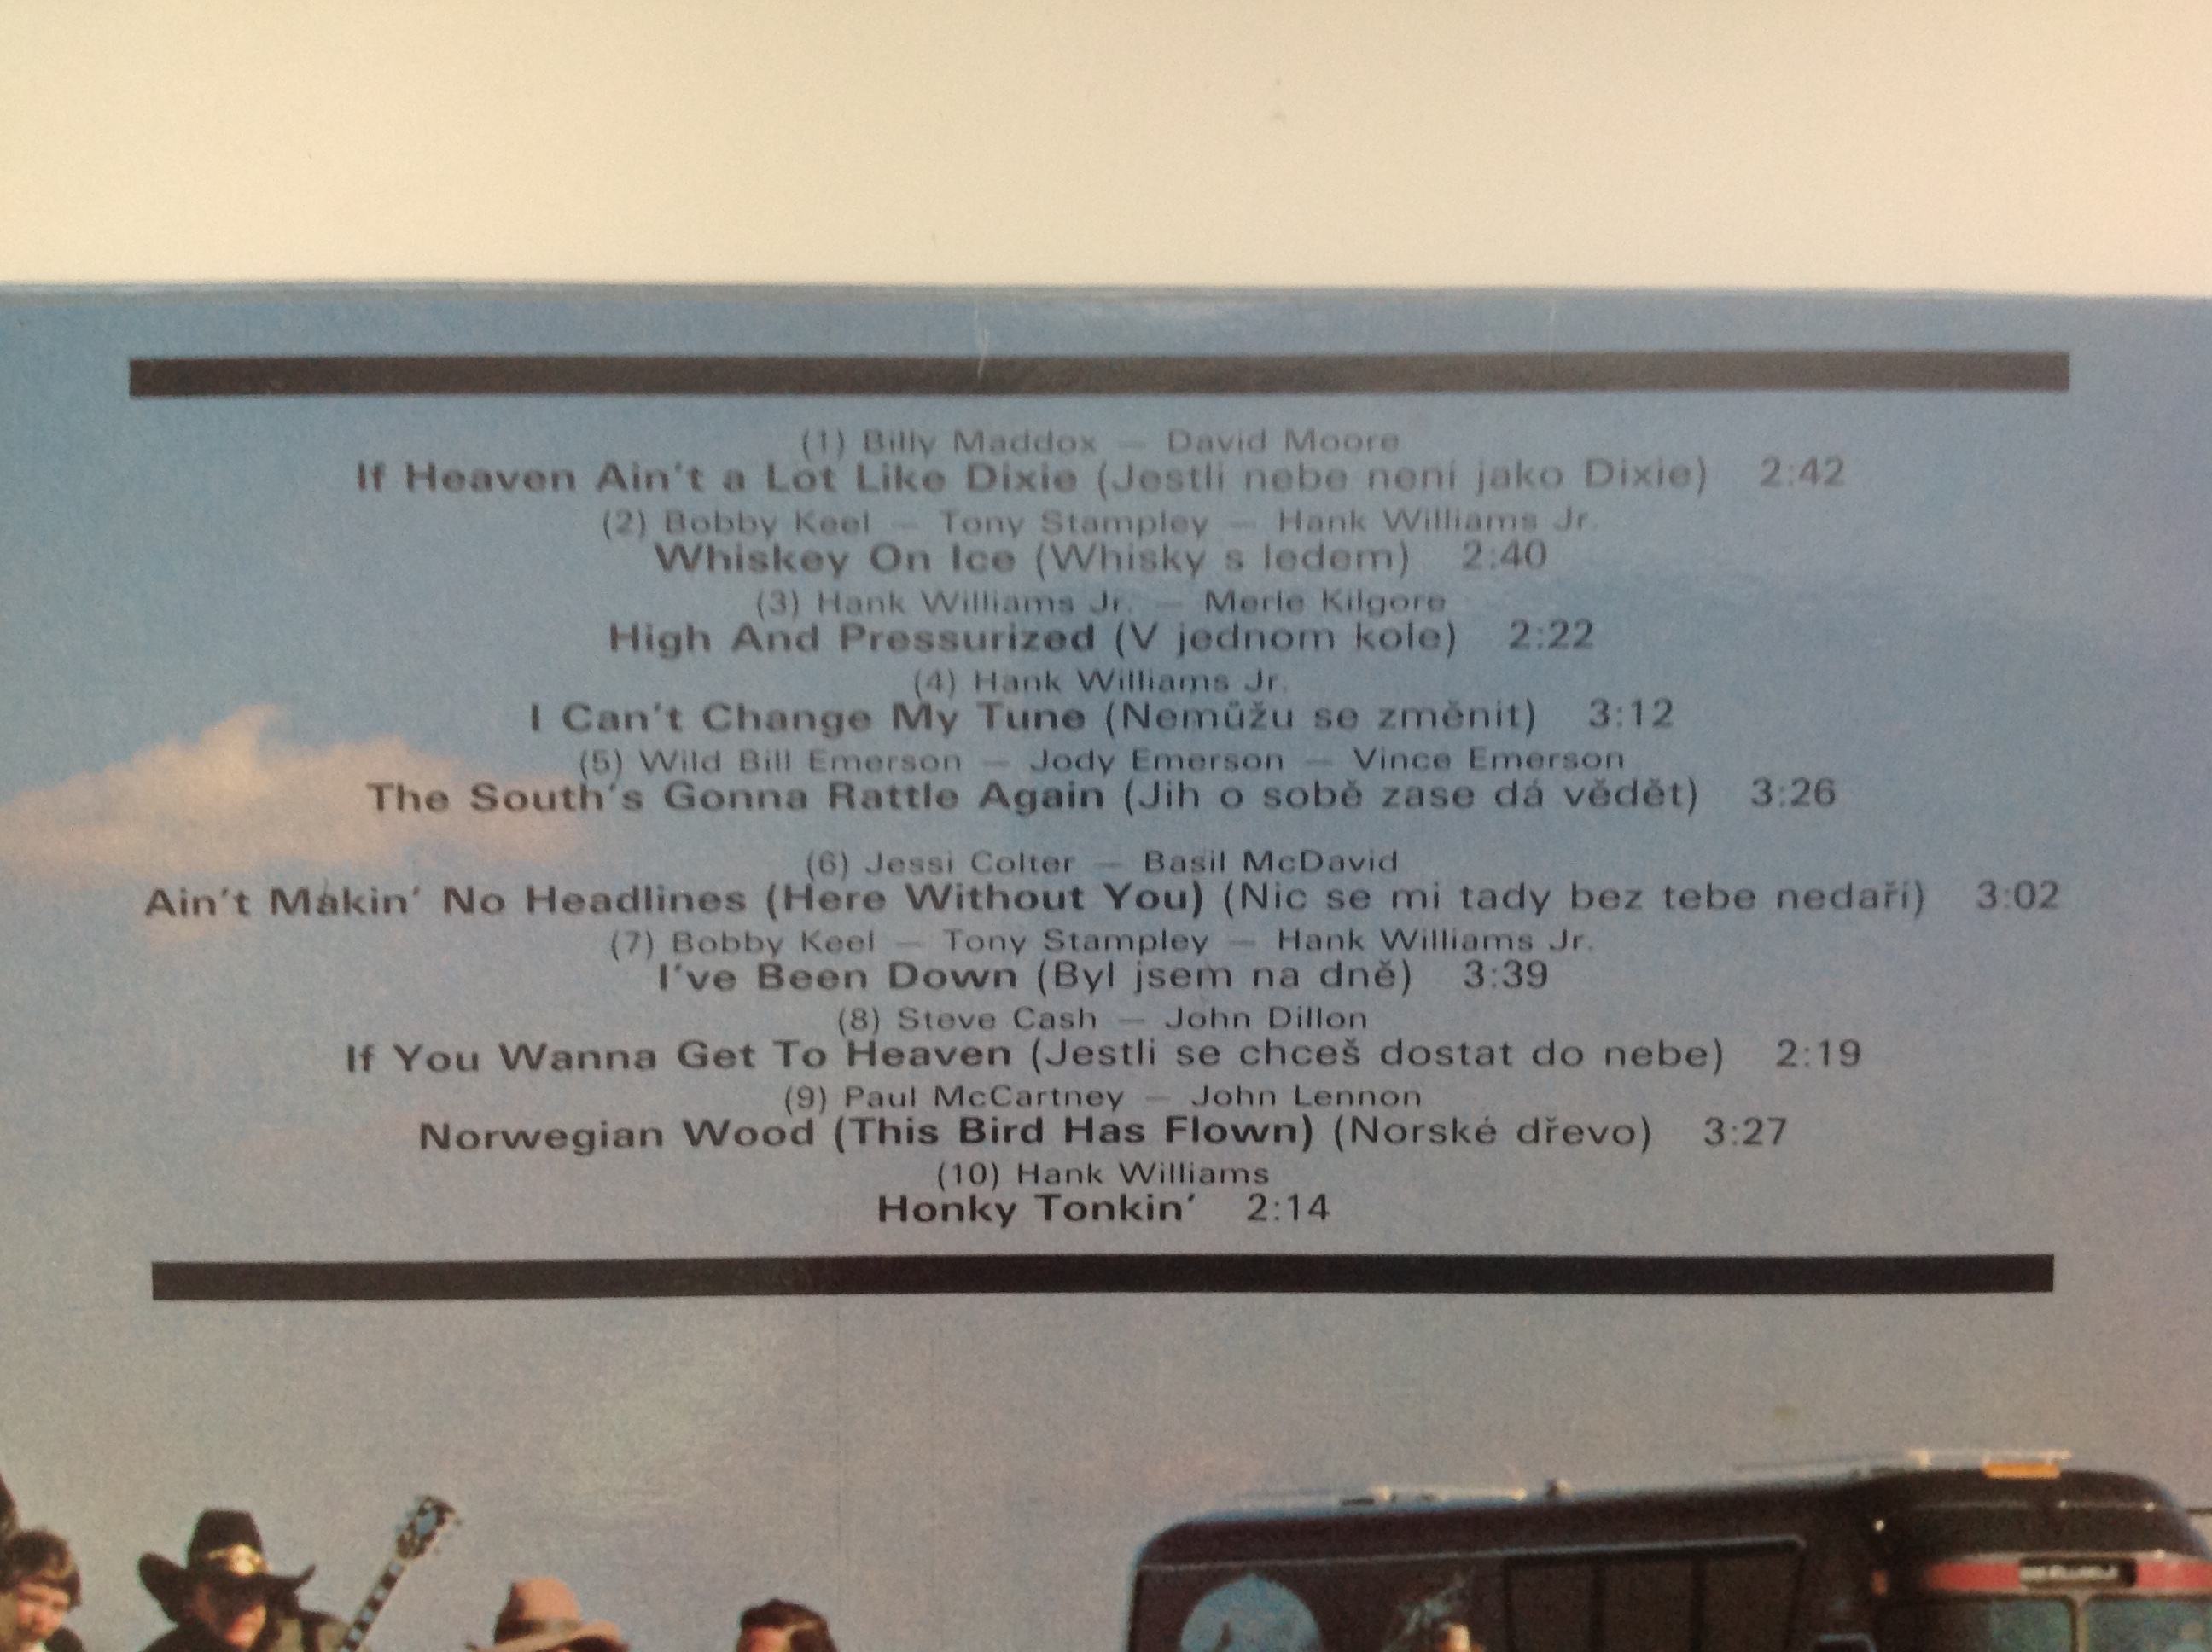 (1) Billy Maddox — David Moore
If Heaven Ain't a Lot Like Dixie (Jestli nebe není jako Dixie) 2:42
(2) Bobby Keel — Tony Stampley — Hank Williams Jr.
Whiskey On Ice (Whisky s ledem) 2:40
(3) Hank Williams Jr. — Merle Kilgore
High And Pressurized (V jednom kole) 2:22
(4) Hank Williams Jr.
I Can't Change My Tune (Nemůžu se změnit) 3:12
(5) Wild Bill Emerson — Jody Emerson — Vince Emerson
The South's Gonna Rattle Again (Jih o sobě zase dá vědět) 3:26
(6) Jessi Colter — Basil McDavid
Ain't Makin' No Headlines (Here Without You) (Nic se mi tady bez tebe nedaří) 3:02
(7) Bobby Keel — Tony Stampley — Hank Williams Jr.
I've Been Down (Byl jsem na dně) 3:39
(8) Steve Cash — John Dillon
If You Wanna Get To Heaven (Jestli se chceš dostat do nebe) 2:19
(9) Paul McCartney — John Lennon
Norwegian Wood (This Bird Has Flown) (Norské dřevo) 3:27
(10) Hank Williams
Honky Tonkin' 2:14